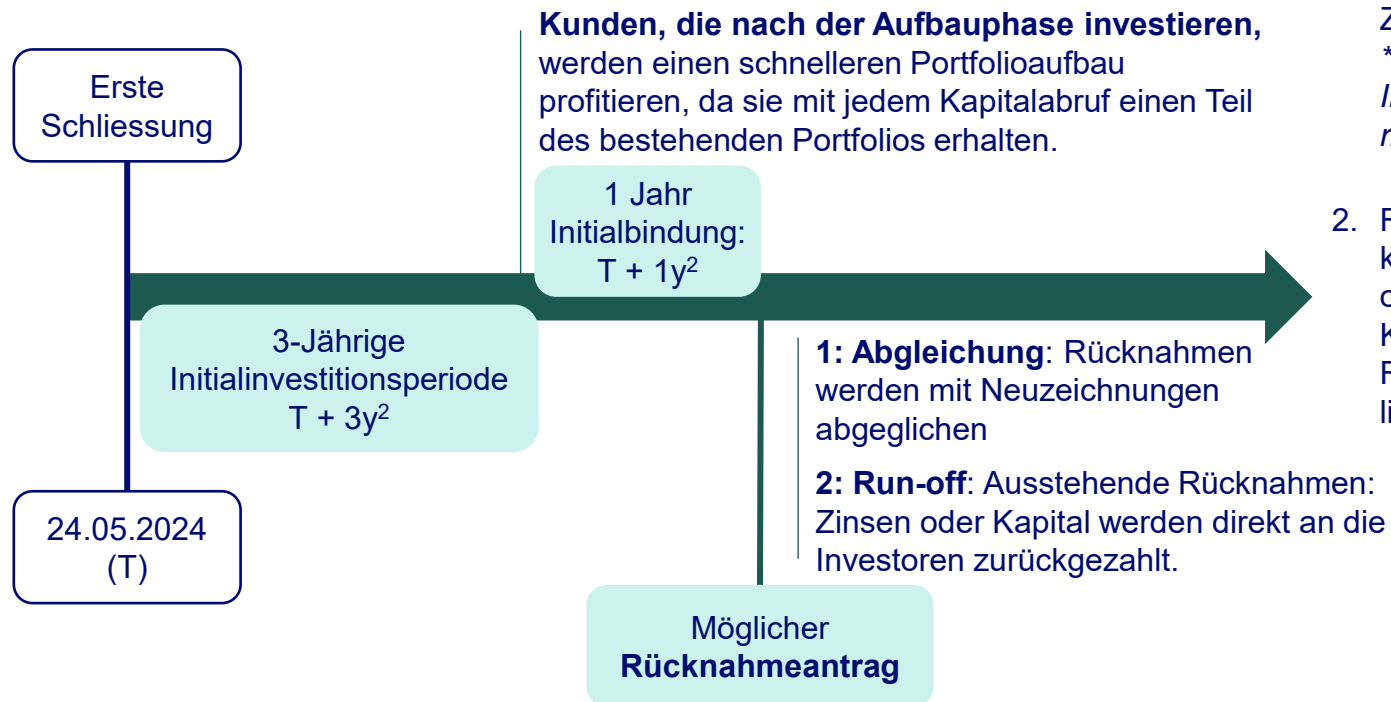 Kunden, die nach der Aufbauphase investieren,
werden einen schnelleren Portfolioaufbau
profitieren, da sie mit jedem Kapitalabruf einen Teil
des bestehenden Portfolios erhalten.
Erste
Schliessung
1 Jahr
Initialbindung:
T + 1y²
3-Jährige
Initialinvestitionsperiode
T + 3y²
24.05.2024
(T)
1: Abgleichung: Rücknahmen
werden mit Neuzeichnungen
abgeglichen
2: Run-off: Ausstehende Rücknahmen:
Zinsen oder Kapital werden direkt an die
Investoren zurückgezahlt.
Möglicher
Rücknahmeantrag
2.